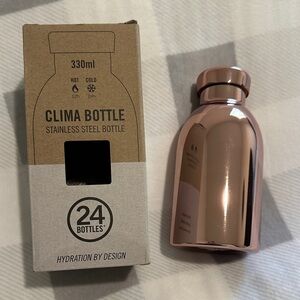 330ml
HOT COLD
CLIMA BOTTLE
STAINLESS STEEL BOTTLE
24
BOTTLES®
HYDRATION BY DESIGN